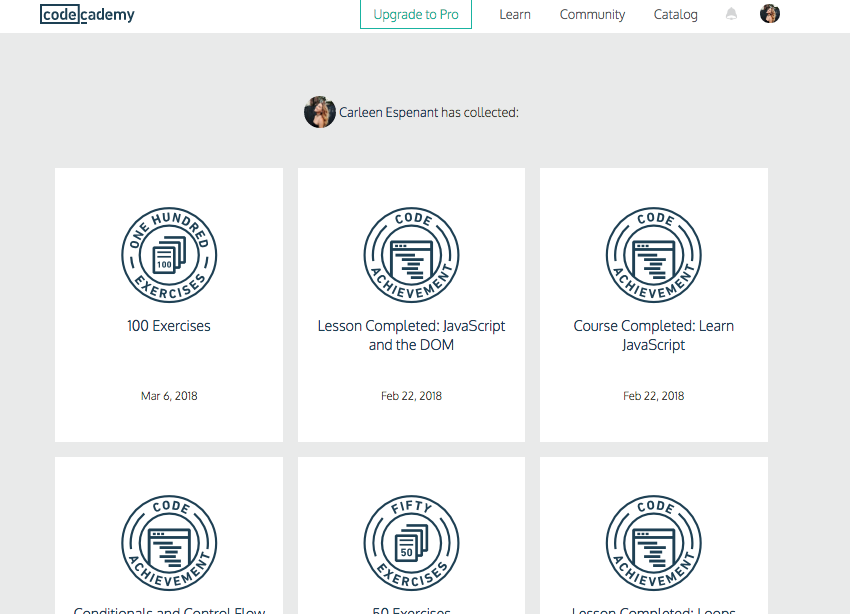 codecademy
Upgrade to Pro
Learn
Community
Catalog
Carleen Espenant has collected:
ONE HUNDRED
100
EXERCISES
100 Exercises
Mar 6, 2018
CODE
ACHIEVEMENT
Lesson Completed: JavaScript
and the DOM
Feb 22, 2018
CODE
ACHIEVEMENT
Course Completed: Learn
JavaScript
Feb 22, 2018
CODE
ACHIEVEMENT
Conditionals and Control Flow
FIFTY
50
EXERCISES
50 Exercises
CODE
ACHIEVEMENT
Lesson Completed: Loops